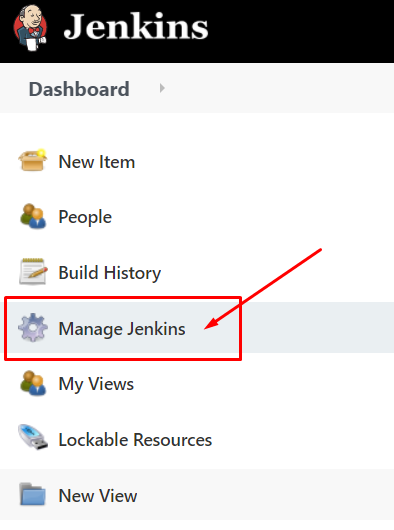 Jenkins
Dashboard
New Item
People
Build History
Manage Jenkins
My Views
Lockable Resources
New View